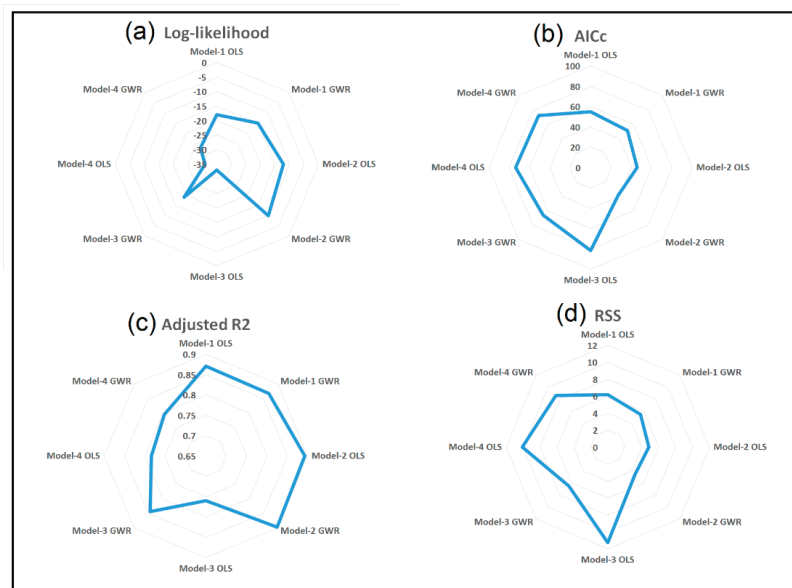 (a) Log-likelihood
Model-1 OLS
0
-5
-10
-15
-20
-25
-30
-35
Model-1 GWR
Model-2 OLS
Model-2 GWR
Model-3 OLS
Model-3 GWR
Model-4 OLS
Model-4 GWR
(b) AICc
Model-1 OLS
100
80
60
40
20
0
Model-1 GWR
Model-2 OLS
Model-2 GWR
Model-3 OLS
Model-3 GWR
Model-4 OLS
Model-4 GWR
(c) Adjusted R2
Model-1 OLS
0.9
0.85
0.8
0.75
0.7
0.65
Model-1 GWR
Model-2 OLS
Model-2 GWR
Model-3 OLS
Model-3 GWR
Model-4 OLS
Model-4 GWR
(d) RSS
Model-1 OLS
12
10
8
6
4
2
0
Model-1 GWR
Model-2 OLS
Model-2 GWR
Model-3 OLS
Model-3 GWR
Model-4 OLS
Model-4 GWR